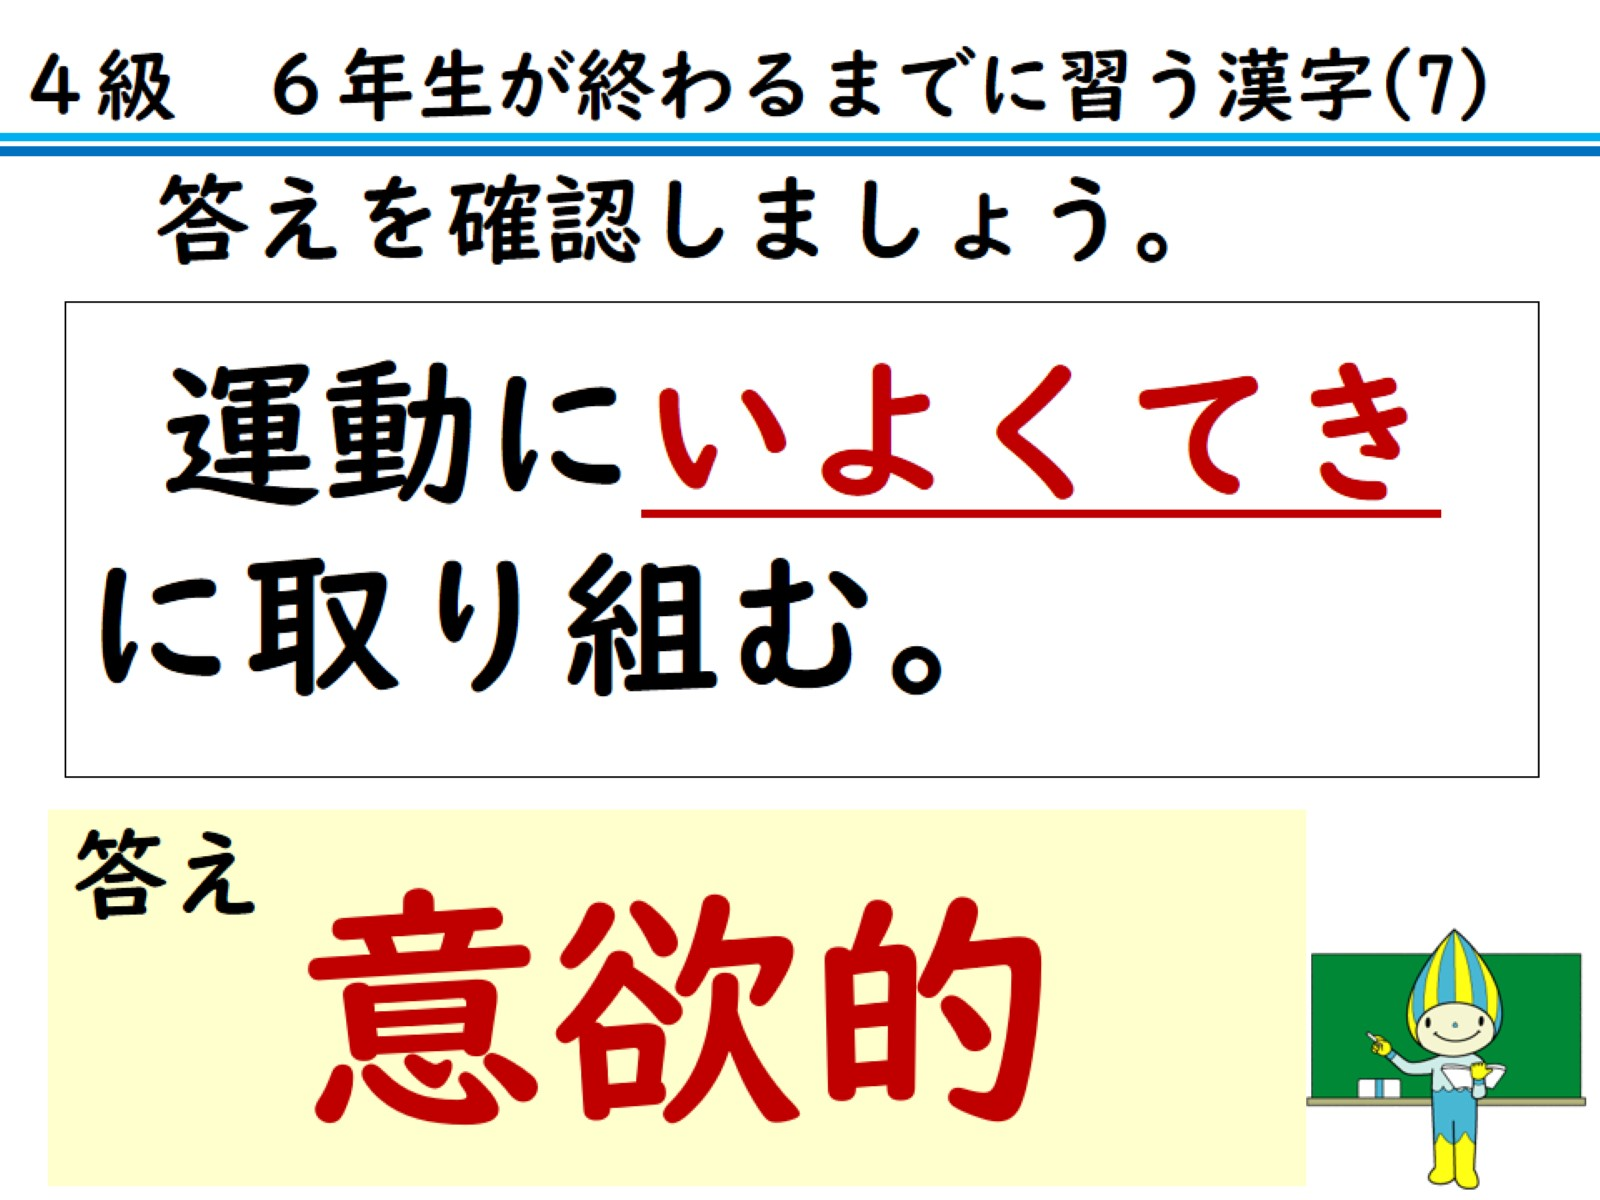 ４級　６年生が終わるまでに習う漢字(7)
答えを確認しましょう。
運動にいよくてき
に取り組む。
答え
意欲的